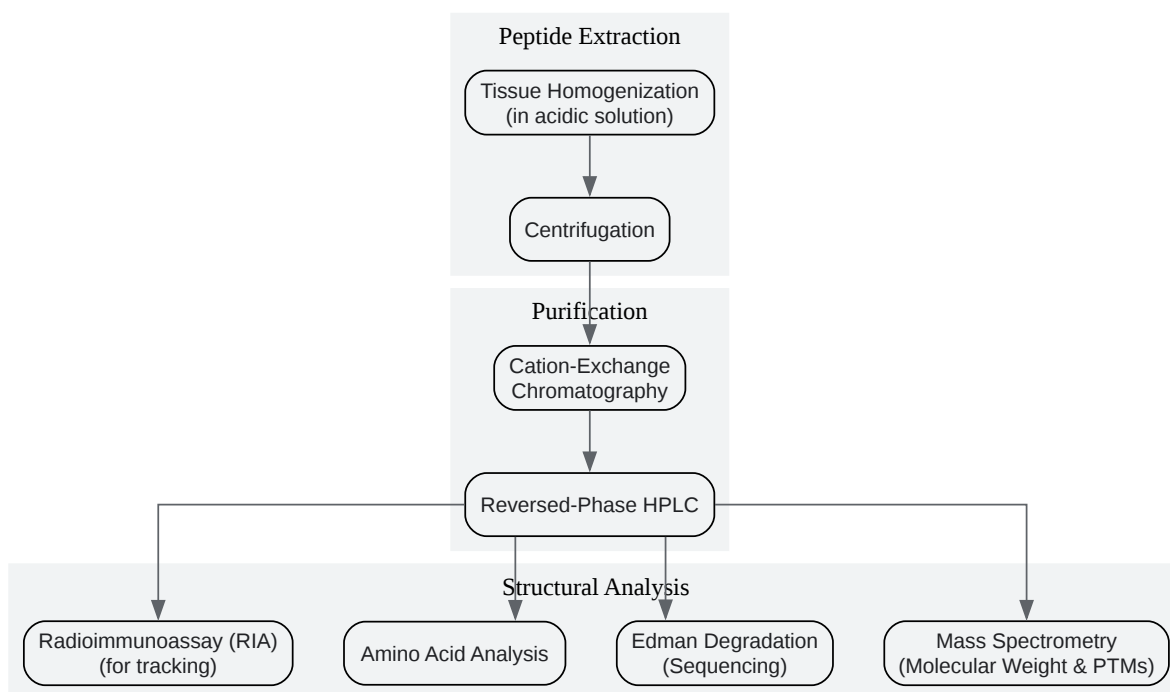 Peptide Extraction
Tissue Homogenization
(in acidic solution)
Centrifugation
Purification
Cation-Exchange
Chromatography
Reversed-Phase HPLC
Structural Analysis
Radioimmunoassay (RIA)
(for tracking)
Amino Acid Analysis
Edman Degradation
(Sequencing)
Mass Spectrometry
(Molecular Weight & PTMs)